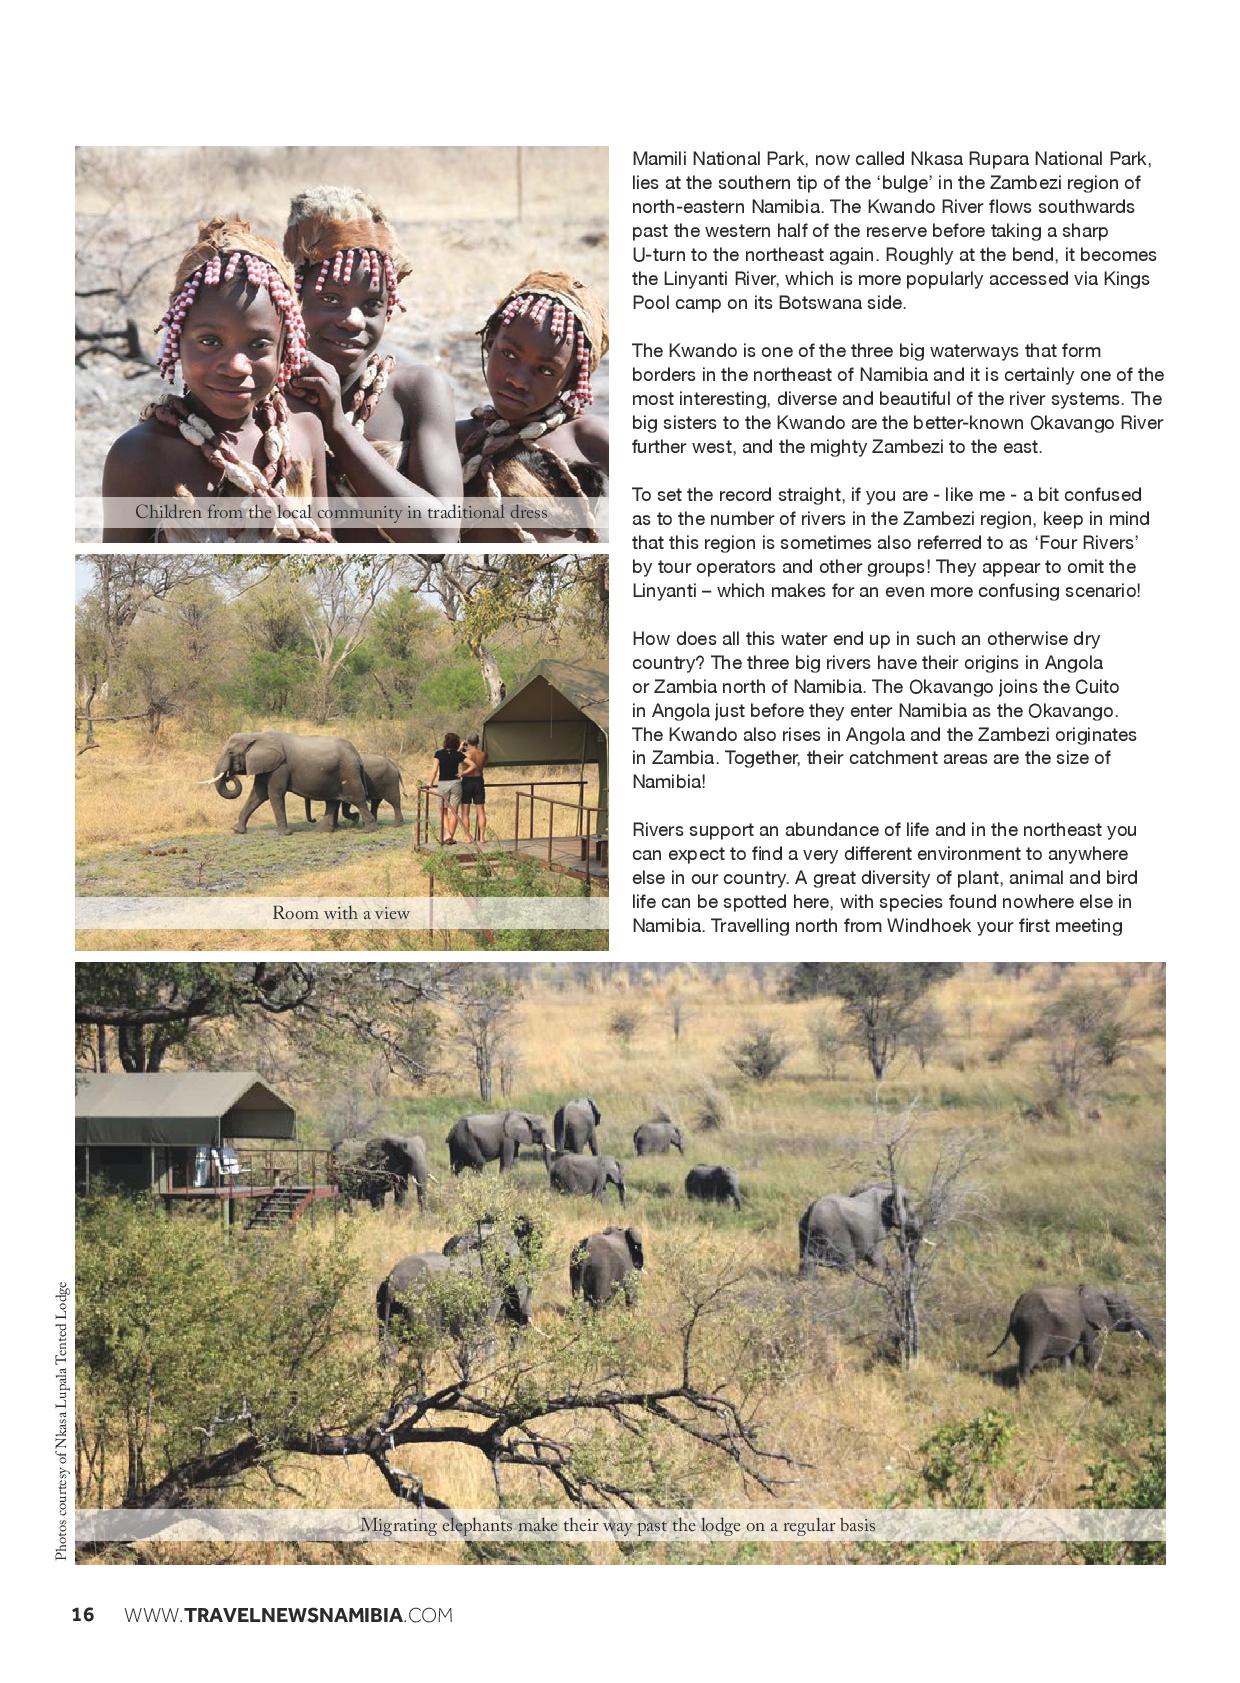 Mamili National Park, now called Nkasa Rupara National Park,
lies at the southern tip of the ‘bulge’ in the Zambezi region of
north-eastern Namibia. The Kwando River flows southwards
past the western half of the reserve before taking a sharp
U-turn to the northeast again. Roughly at the bend, it becomes
the Linyanti River, which is more popularly accessed via Kings
Pool camp on its Botswana side.
The Kwando is one of the three big waterways that form
borders in the northeast of Namibia and it is certainly one of the
most interesting, diverse and beautiful of the river systems. The
big sisters to the Kwando are the better-known Okavango River
further west, and the mighty Zambezi to the east.
To set the record straight, if you are - like me - a bit confused
as to the number of rivers in the Zambezi region, keep in mind
that this region is sometimes also referred to as ‘Four Rivers’
by tour operators and other groups! They appear to omit the
Linyanti – which makes for an even more confusing scenario!
How does all this water end up in such an otherwise dry
country? The three big rivers have their origins in Angola
or Zambia north of Namibia. The Okavango joins the Cuito
in Angola just before they enter Namibia as the Okavango.
The Kwando also rises in Angola and the Zambezi originates
in Zambia. Together, their catchment areas are the size of
Namibia!
Rivers support an abundance of life and in the northeast you
can expect to find a very different environment to anywhere
else in our country. A great diversity of plant, animal and bird
life can be spotted here, with species found nowhere else in
Namibia. Travelling north from Windhoek your first meeting
Children from the local community in traditional dress
Room with a view
Migrating elephants make their way past the lodge on a regular basis
Photos courtesy of Nkasa Lupala Tented Lodge
16 WWW.TRAVELNEWSNAMIBIA.COM